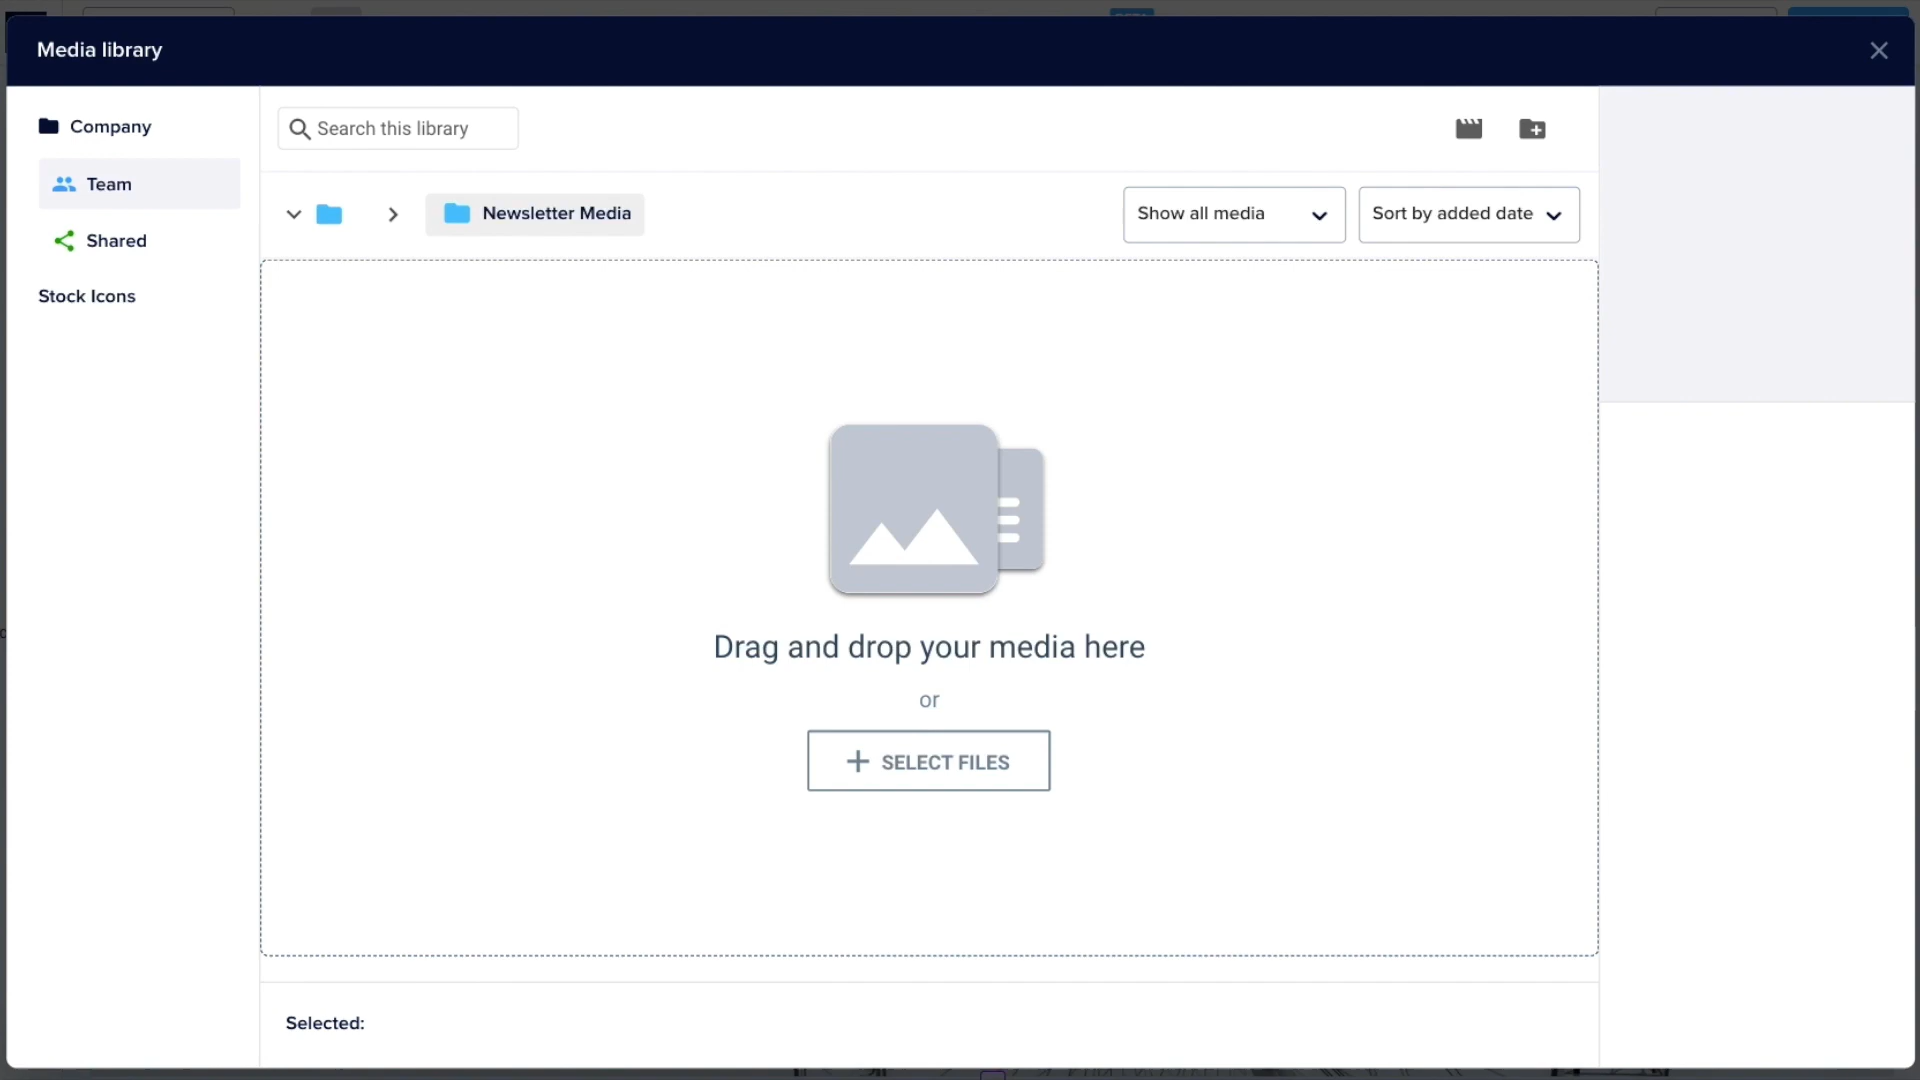 Media library
Company
Team
Shared
Stock Icons
Search this library
Newsletter Media
Show all media
Sort by added date
Drag and drop your media here
or
SELECT FILES
Selected: